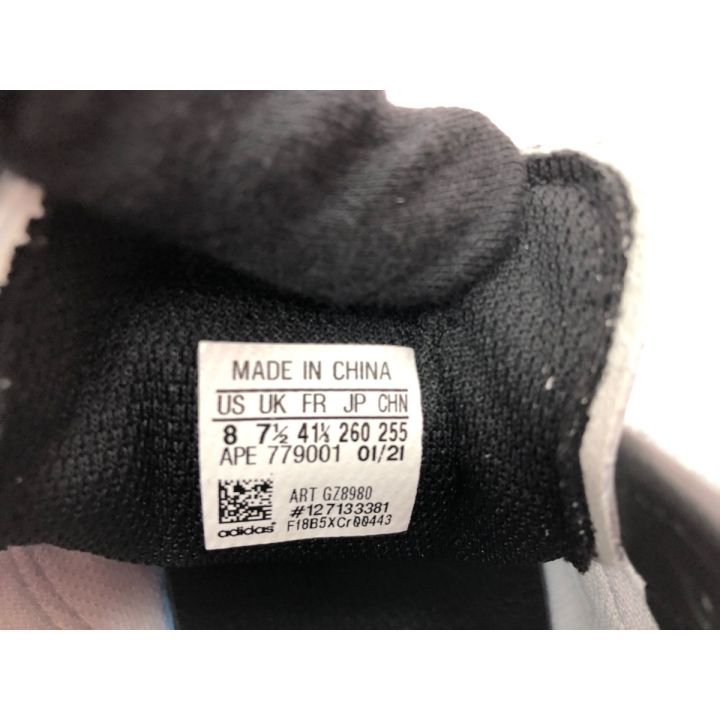 MADE IN CHINA
US UK FR JP CHN
8 7½ 41⅓ 260 255
APE 779001 01/21
ART GZ8980
#127133381
adidas F18B5XCr00443